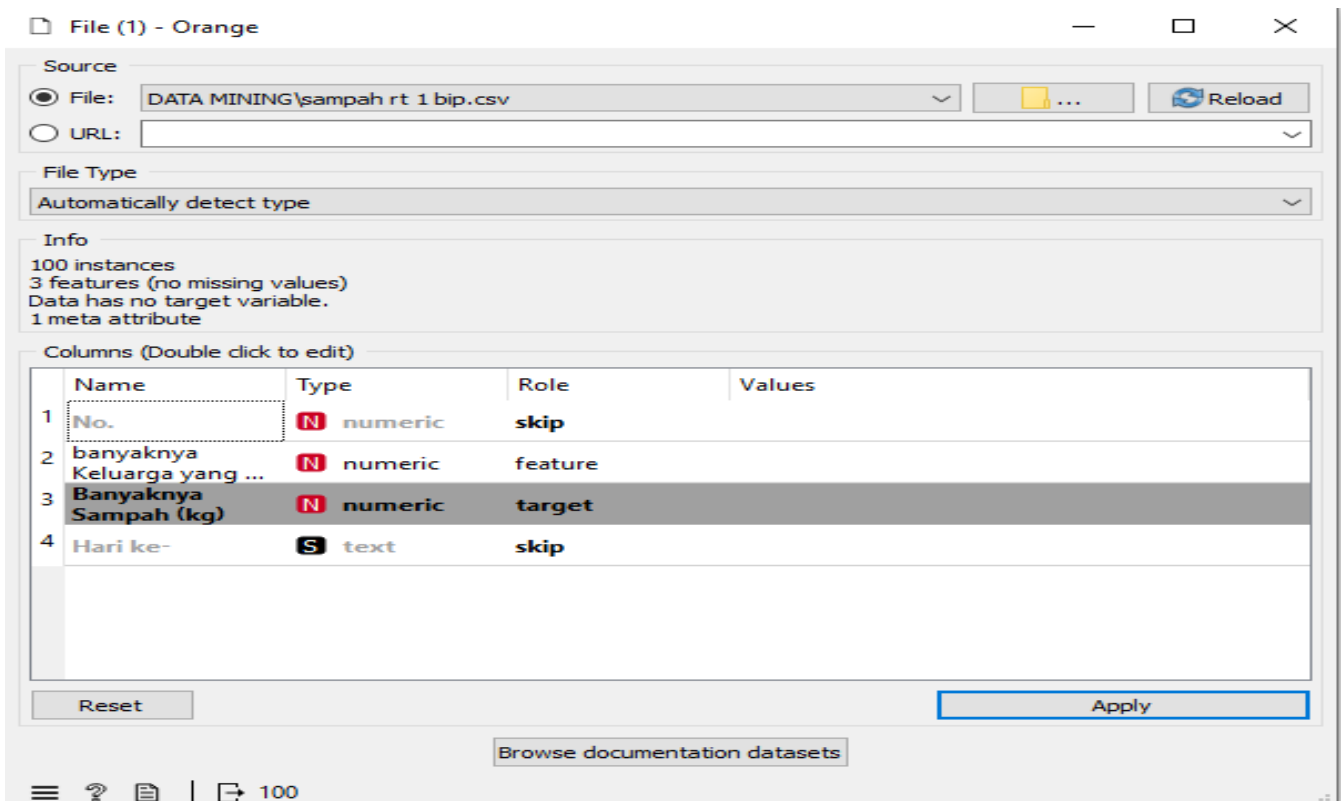 File (1) - Orange
Source
File: DATA MINING\sampah rt 1 bip.csv ... Reload
URL:
File Type
Automatically detect type
Info
100 instances
3 features (no missing values)
Data has no target variable.
1 meta attribute
Columns (Double click to edit)
Name Type Role Values
1 No. N numeric skip
2 banyaknya Keluarga yang ... N numeric feature
3 Banyaknya Sampah (kg) N numeric target
4 Hari ke- S text skip
Reset Apply
Browse documentation datasets
? 100